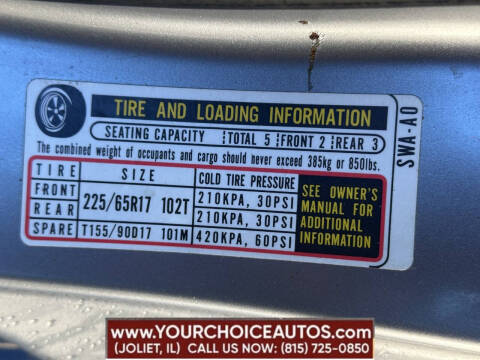 TIRE AND LOADING INFORMATION
SEATING CAPACITY TOTAL 5 FRONT 2 REAR 3
The combined weight of occupants and cargo should never exceed 385kg or 850lbs.
TIRE SIZE COLD TIRE PRESSURE
FRONT 225/65R17 102T 210KPA, 30PSI
REAR 210KPA, 30PSI
SPARE T155/90D17 101M 420KPA, 60PSI
SEE OWNER'S
MANUAL FOR
ADDITIONAL
INFORMATION
SWA-A0
WWW.YOURCHOICEAUTOS.COM
(JOLIET, IL) CALL US NOW: (815) 725-0850